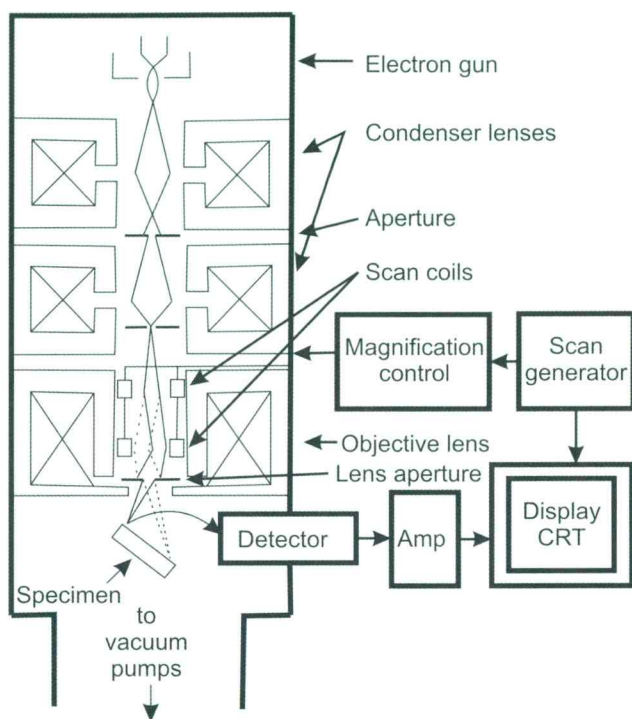 Electron gun
Condenser lenses
Aperture
Scan coils
Magnification
control
Scan
generator
Objective lens
Lens aperture
Detector
Amp
Display
CRT
Specimen
to
vacuum
pumps